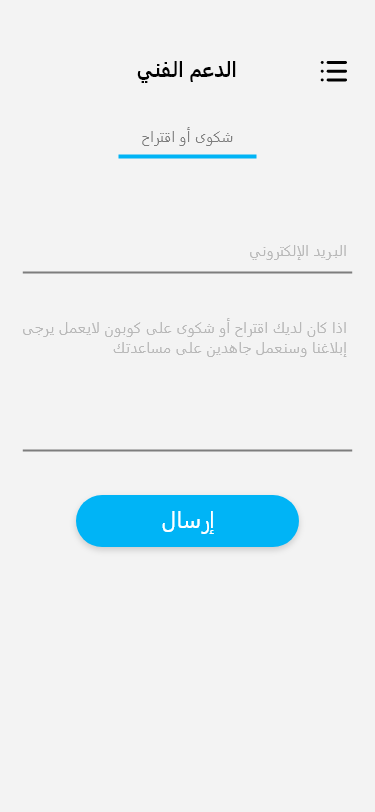 الدعم الفني
شكوى أو اقتراح
البريد الإلكتروني
اذا كان لديك اقتراح أو شكوى على كوبون لايعمل يرجى
إبلاغنا وسنعمل جاهدين على مساعدتك
إرسال